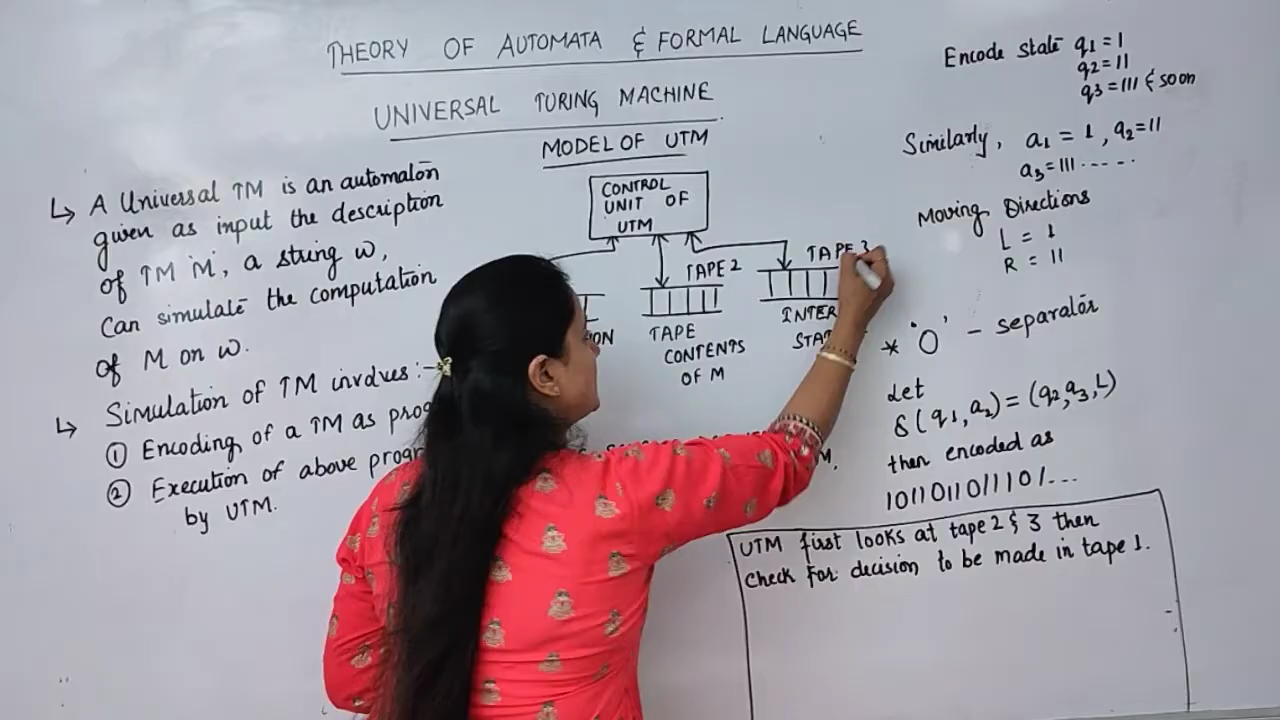 THEORY OF AUTOMATA & FORMAL LANGUAGE
UNIVERSAL TURING MACHINE
MODEL OF UTM
↳ A Universal TM is an automaton
given as input the description
of TM 'M', a string w,
can simulate the computation
of M on w.
↳ Simulation of TM involves :-
① Encoding of a TM as prog
② Execution of above progr
by UTM.
CONTROL
UNIT OF
UTM
TAPE 2
TAPE
CONTENTS
OF M
TAPE 3
INTER
STA
ION
M.
Encode state q1 = 1
q2 = 11
q3 = 111 & soon
Similarly, a1 = 1, a2 = 11
a3 = 111 .....
Moving Directions
L = 1
R = 11
* '0' - separator
Let
δ(q1, a2) = (q2, a3, L)
then encoded as
1011011011101...
UTM first looks at tape 2 & 3 then
check for decision to be made in tape 1.